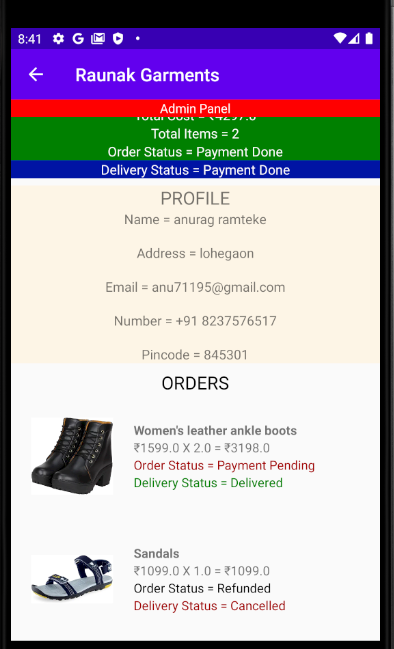 8:41
Raunak Garments
Admin Panel
Total Cost = ₹4297.0
Total Items = 2
Order Status = Payment Done
Delivery Status = Payment Done
PROFILE
Name = anurag ramteke
Address = lohegaon
Email = anu71195@gmail.com
Number = +91 8237576517
Pincode = 845301
ORDERS
Women's leather ankle boots
₹1599.0 X 2.0 = ₹3198.0
Order Status = Payment Pending
Delivery Status = Delivered
Sandals
₹1099.0 X 1.0 = ₹1099.0
Order Status = Refunded
Delivery Status = Cancelled